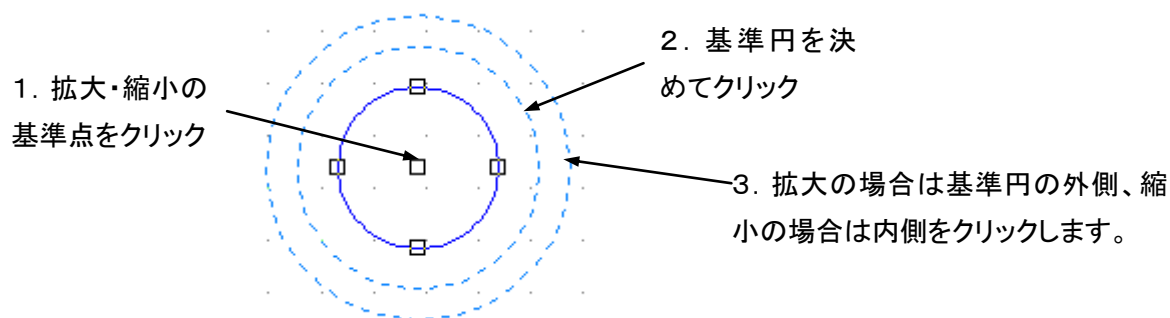 1. 拡大・縮小の
基準点をクリック
2. 基準円を決
めてクリック
3. 拡大の場合は基準円の外側、縮
小の場合は内側をクリックします。